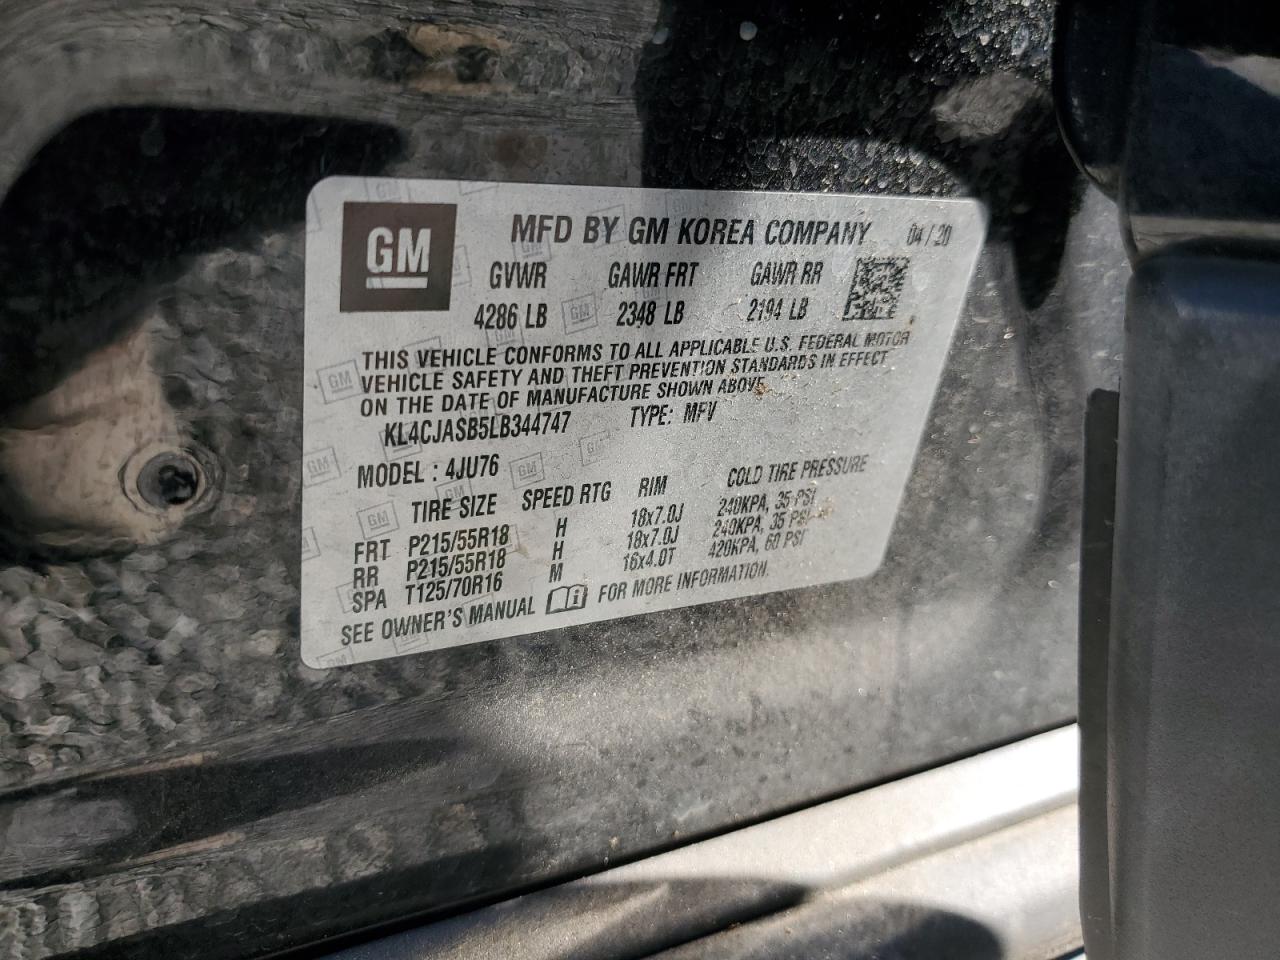 GM
MFD BY GM KOREA COMPANY 04/20
GVWR GAWR FRT GAWR RR
4286 LB 2348 LB 2194 LB
THIS VEHICLE CONFORMS TO ALL APPLICABLE U.S. FEDERAL MOTOR
VEHICLE SAFETY AND THEFT PREVENTION STANDARDS IN EFFECT
ON THE DATE OF MANUFACTURE SHOWN ABOVE.
KL4CJASB5LB344747 TYPE: MPV
MODEL : 4JU76
TIRE SIZE SPEED RTG RIM COLD TIRE PRESSURE
FRT P215/55R18 H 18x7.0J 240KPA, 35 PSI
RR P215/55R18 H 18x7.0J 240KPA, 35 PSI
SPA T125/70R16 M 16x4.0T 420KPA, 60 PSI
SEE OWNER'S MANUAL FOR MORE INFORMATION.